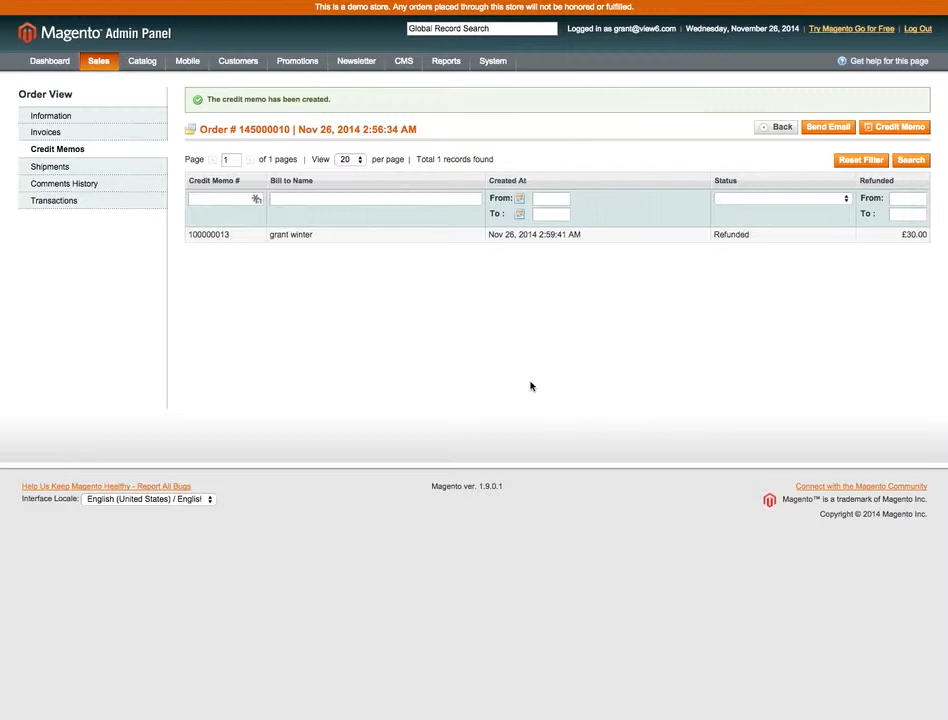 This is a demo store. Any orders placed through this store will not be honored or fulfilled.
Magento Admin Panel
Global Record Search
Logged in as grant@view6.com | Wednesday, November 26, 2014 | Try Magento Go for Free | Log Out
Dashboard Sales Catalog Mobile Customers Promotions Newsletter CMS Reports System
Get help for this page
Order View
Information
Invoices
Credit Memos
Shipments
Comments History
Transactions
The credit memo has been created.
Order # 145000010 | Nov 26, 2014 2:56:34 AM
Back Send Email Credit Memo
Page 1 of 1 pages | View 20 per page | Total 1 records found
Reset Filter Search
Credit Memo # Bill to Name Created At Status Refunded
From: From:
To : To :
100000013 grant winter Nov 26, 2014 2:59:41 AM Refunded £30.00
Help Us Keep Magento Healthy - Report All Bugs
Interface Locale: English (United States) / Englisl
Magento ver. 1.9.0.1
Connect with the Magento Community
Magento™ is a trademark of Magento Inc.
Copyright © 2014 Magento Inc.